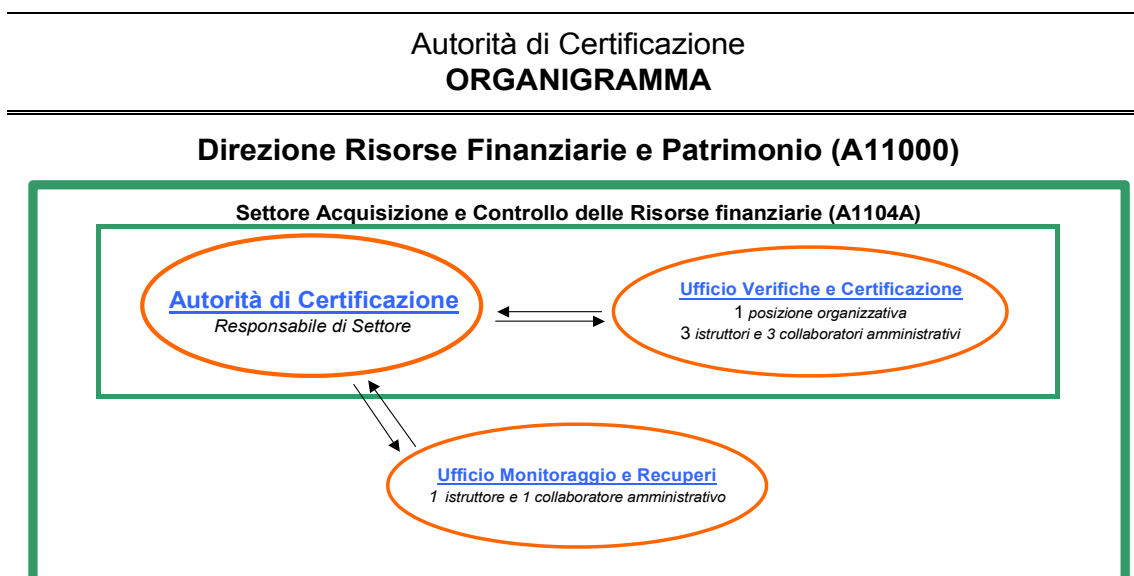 Autorità di Certificazione
ORGANIGRAMMA
Direzione Risorse Finanziarie e Patrimonio (A11000)
Settore Acquisizione e Controllo delle Risorse finanziarie (A1104A)
Autorità di Certificazione
Responsabile di Settore
Ufficio Verifiche e Certificazione
1 posizione organizzativa
3 istruttori e 3 collaboratori amministrativi
Ufficio Monitoraggio e Recuperi
1 istruttore e 1 collaboratore amministrativo